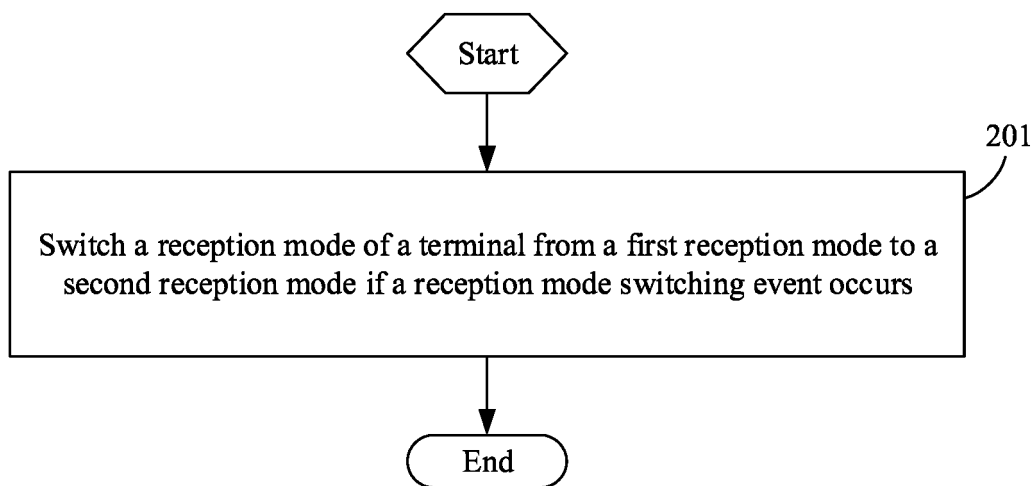 Start
201
Switch a reception mode of a terminal from a first reception mode to a
second reception mode if a reception mode switching event occurs
End